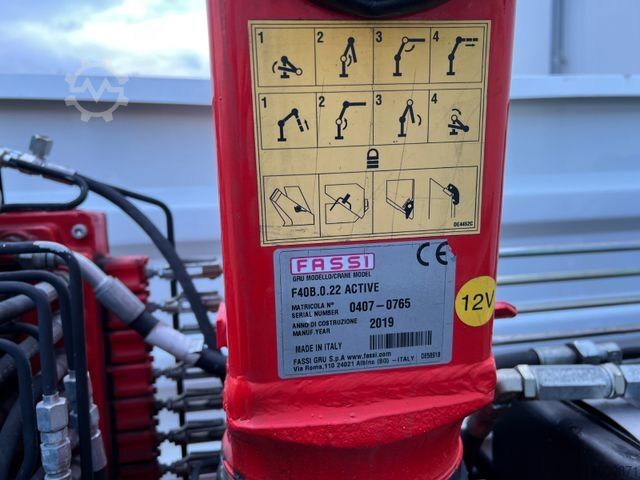 1 2 3 4
1 2 3 4
DE4452C
FASSI
CE
GRU MODELLO/CRANE MODEL
F40B.0.22 ACTIVE
MATRICOLA N°
SERIAL NUMBER 0407-0765
12V
ANNO DI COSTRUZIONE
MANUF.YEAR 2019
MADE IN ITALY
FASSI GRU S.p.A www.fassi.com
Via Roma,110 24021 Albino (BG) -ITALY